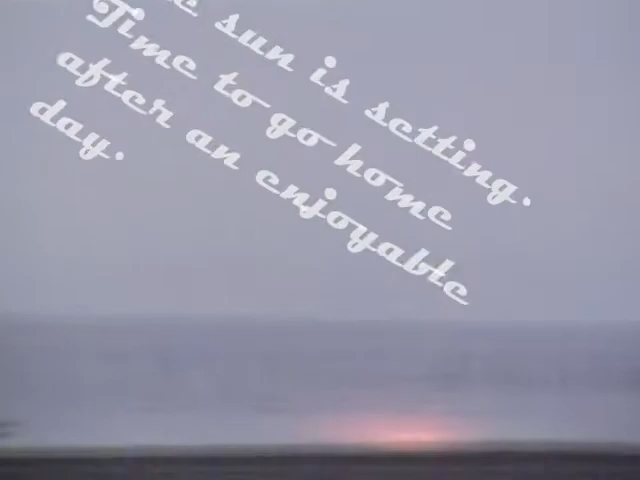 sun is setting.
Time to go home
after an enjoyable
day.